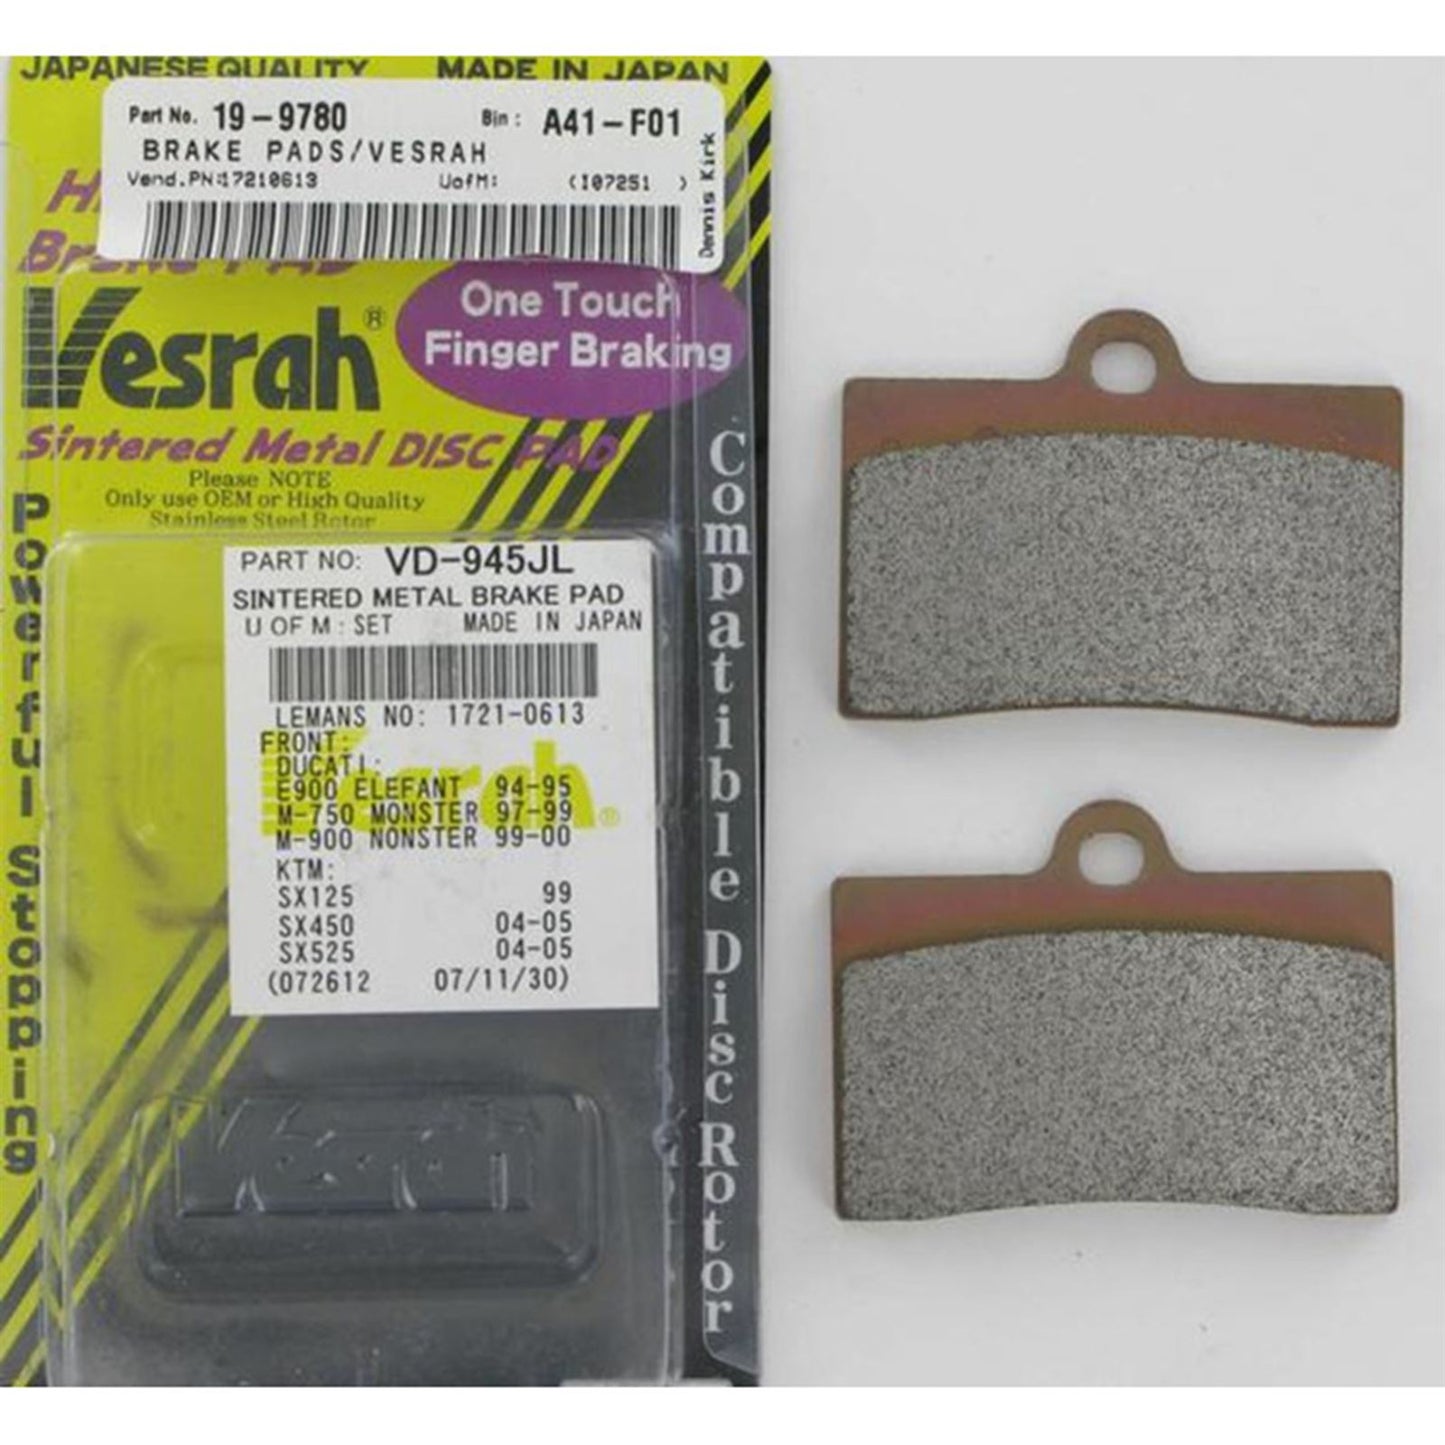 JAPANESE QUALITY MADE IN JAPAN
Part No. 19-9780 Bin: A41-F01
BRAKE PADS/VESRAH
Vend.PN:17210613 UofM: (I07251 )
Dennis Kirk
Vesrah®
One Touch
Finger Braking
Sintered Metal DISC PAD
Please NOTE
Only use OEM or High Quality
Stainless Steel Rotor
Powerful Stopping
Compatible Disc Rotor
PART NO: VD-945JL
SINTERED METAL BRAKE PAD
U OF M : SET MADE IN JAPAN
LEMANS NO: 1721-0613
FRONT:
DUCATI:
E900 ELEFANT 94-95
M-750 MONSTER 97-99
M-900 NONSTER 99-00
KTM:
SX125 99
SX450 04-05
SX525 04-05
(072612 07/11/30)
Vesrah